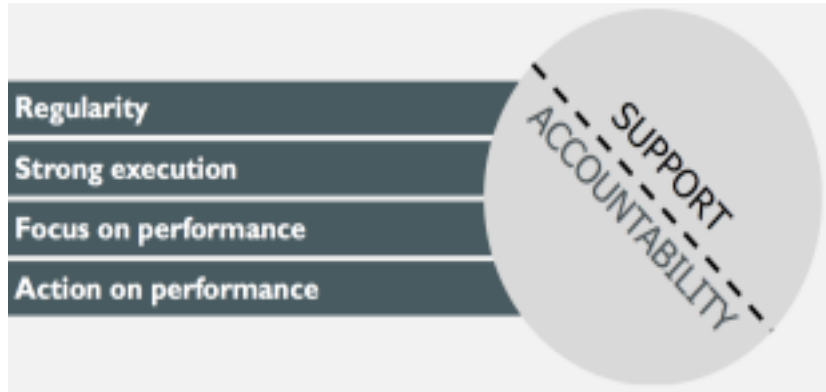 Regularity
Strong execution
Focus on performance
Action on performance
SUPPORT
ACCOUNTABILITY